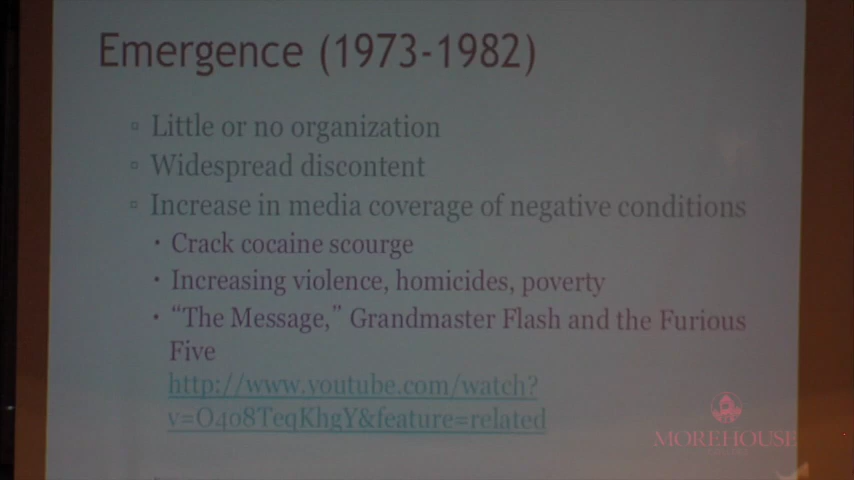 Emergence (1973-1982)
Little or no organization
Widespread discontent
Increase in media coverage of negative conditions
Crack cocaine scourge
Increasing violence, homicides, poverty
“The Message,” Grandmaster Flash and the Furious
Five
http://www.youtube.com/watch?
v=O408TeqKhgY&feature=related
MOREHOUSE
COLLEGE